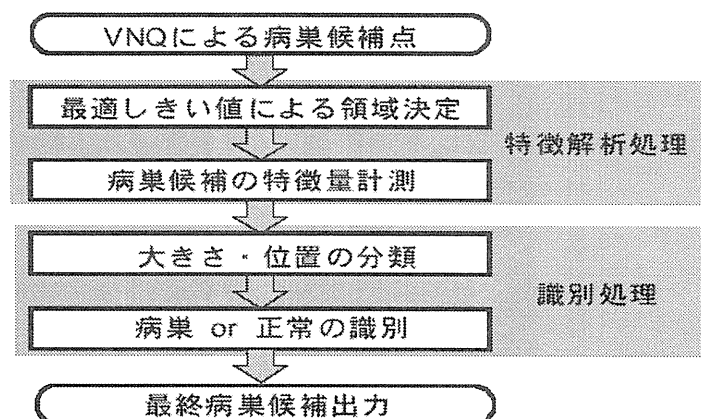 VNQによる病巣候補点
最適しきい値による領域決定
特徴解析処理
病巣候補の特徴量計測
大きさ・位置の分類
識別処理
病巣 or 正常の識別
最終病巣候補出力